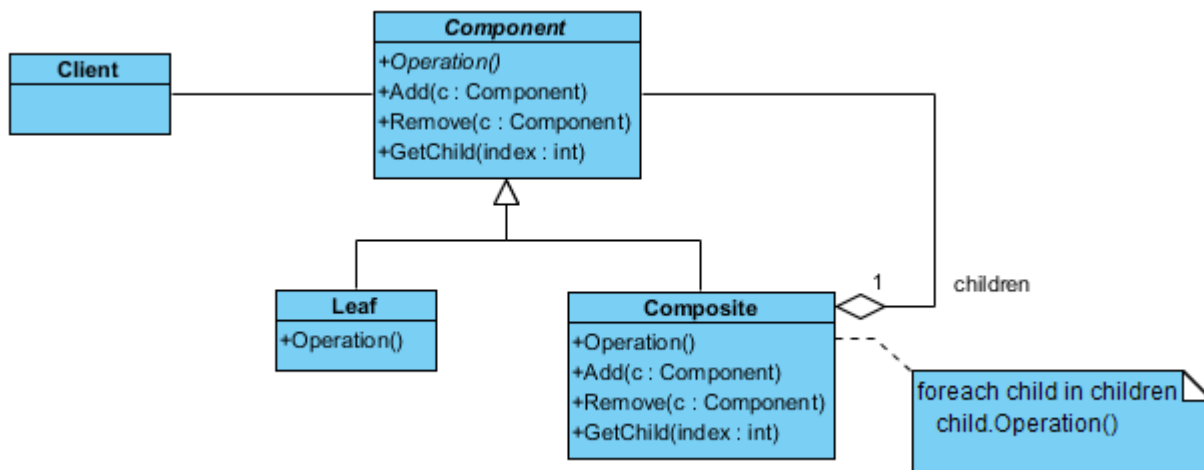 Component
+Operation()
+Add(c : Component)
+Remove(c : Component)
+GetChild(index : int)
Client
Leaf
+Operation()
Composite
+Operation()
+Add(c : Component)
+Remove(c : Component)
+GetChild(index : int)
1
children
foreach child in children
child.Operation()